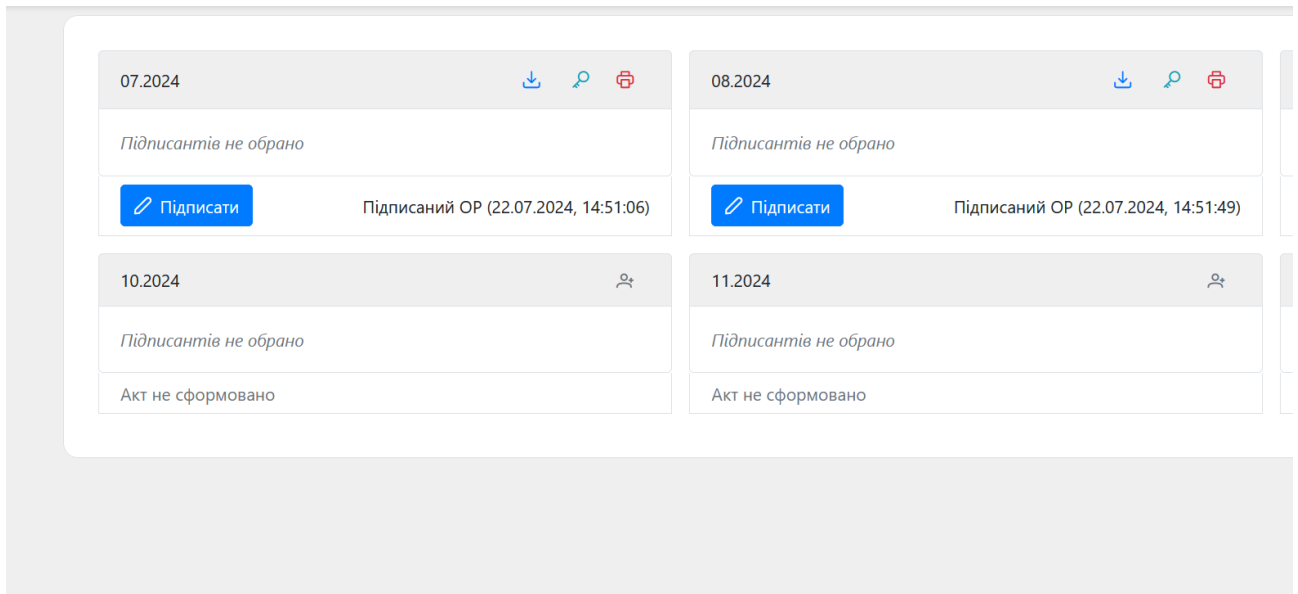 07.2024
08.2024
Підписантів не обрано
Підписантів не обрано
Підписати
Підписаний ОР (22.07.2024, 14:51:06)
Підписати
Підписаний ОР (22.07.2024, 14:51:49)
10.2024
11.2024
Підписантів не обрано
Підписантів не обрано
Акт не сформовано
Акт не сформовано